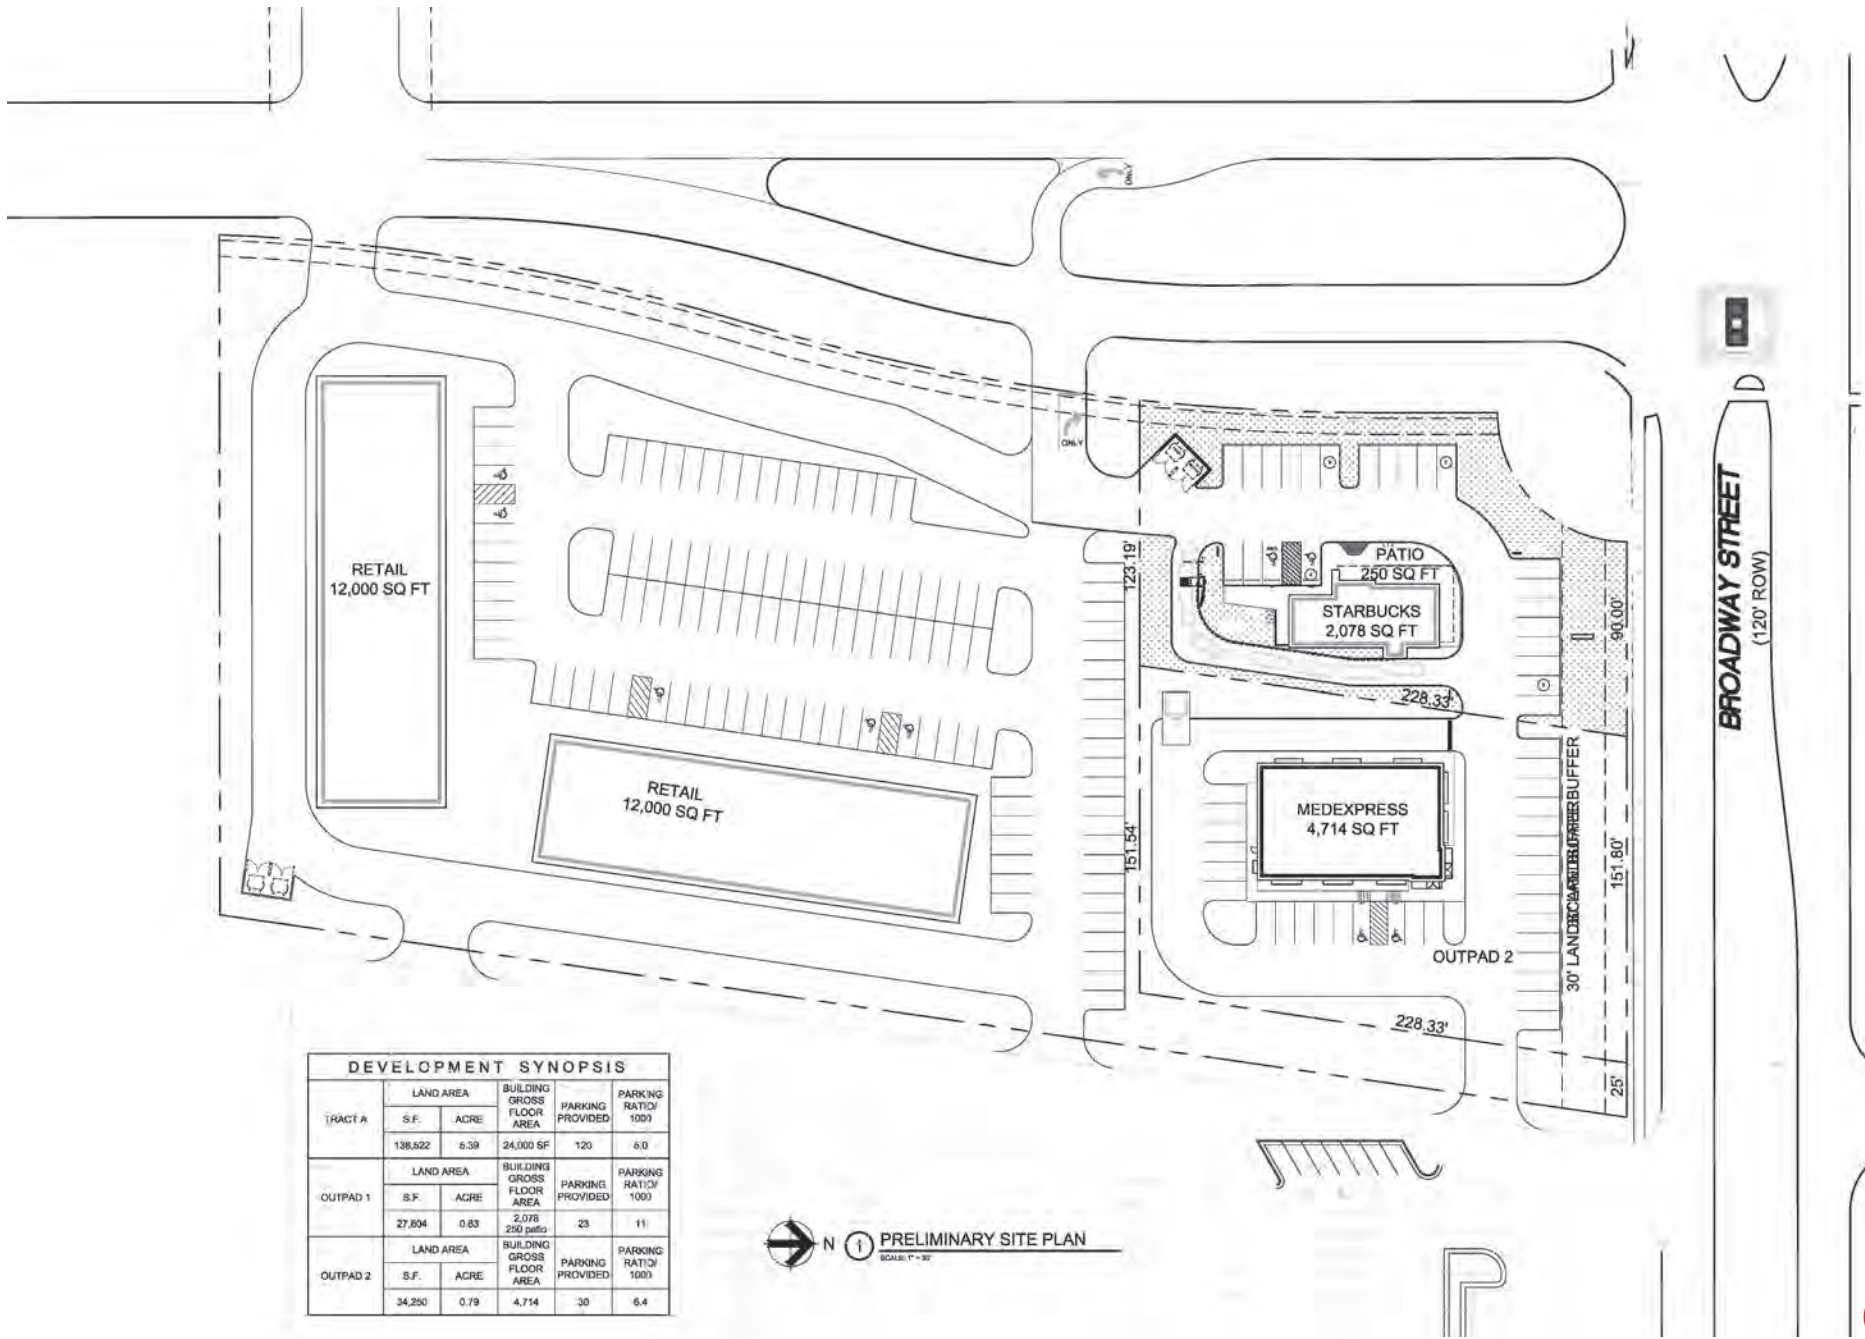 ONLY
ONLY
RETAIL
12,000 SQ FT
RETAIL
12,000 SQ FT
123.19'
PATIO
250 SQ FT
STARBUCKS
2,078 SQ FT
90.00'
BROADWAY STREET
(120' ROW)
228.33'
151.54'
MEDEXPRESS
4,714 SQ FT
151.80'
OUTPAD 2
228.33'
25'
DEVELOPMENT SYNOPSIS
TRACT A
LAND AREA
BUILDING GROSS FLOOR AREA
PARKING PROVIDED
PARKING RATIO/ 1000
S.F. ACRE
138,522 5.39 24,000 SF 120 5.0
OUTPAD 1
LAND AREA
BUILDING GROSS FLOOR AREA
PARKING PROVIDED
PARKING RATIO/ 1000
S.F. ACRE
27,604 0.63 2,078 250 patio 23 11
OUTPAD 2
LAND AREA
BUILDING GROSS FLOOR AREA
PARKING PROVIDED
PARKING RATIO/ 1000
S.F. ACRE
34,250 0.79 4,714 30 6.4
N
1
PRELIMINARY SITE PLAN